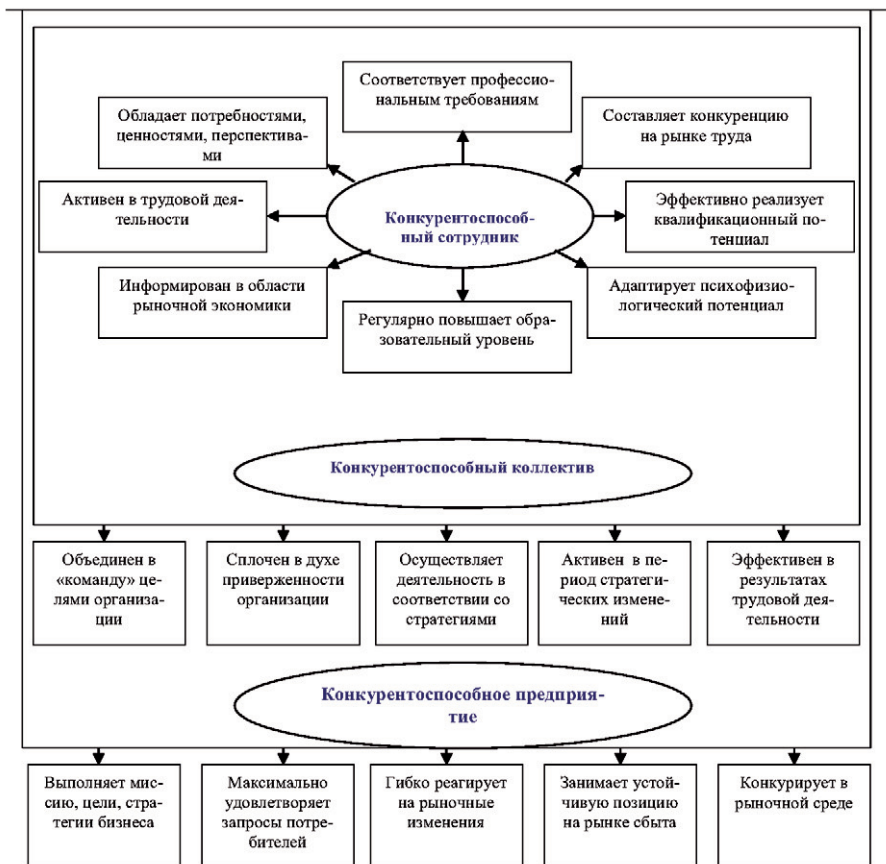 Соответствует профессио-
нальным требованиям
Обладает потребностями,
ценностями, перспектива-
ми
Составляет конкуренцию
на рынке труда
Активен в трудовой дея-
тельности
Конкурентоспособ-
ный сотрудник
Эффективно реализует
квалификационный по-
тенциал
Информирован в области
рыночной экономики
Адаптирует психофизио-
логический потенциал
Регулярно повышает обра-
зовательный уровень
Конкурентоспособный коллектив
Объединен в
«команду» це-
лями организа-
ции
Сплочен в духе
приверженности
организации
Осуществляет
деятельность в
соответствии со
стратегиями
Активен в пе-
риод стратеги-
ческих измене-
ний
Эффективен в
результатах
трудовой дея-
тельности
Конкурентоспособное предприя-
тие
Выполняет мис-
сию, цели, стра-
тегии бизнеса
Максимально
удовлетворяет
запросы потре-
бителей
Гибко реагирует
на рыночные
изменения
Занимает устой-
чивую позицию
на рынке сбыта
Конкурирует в
рыночной среде